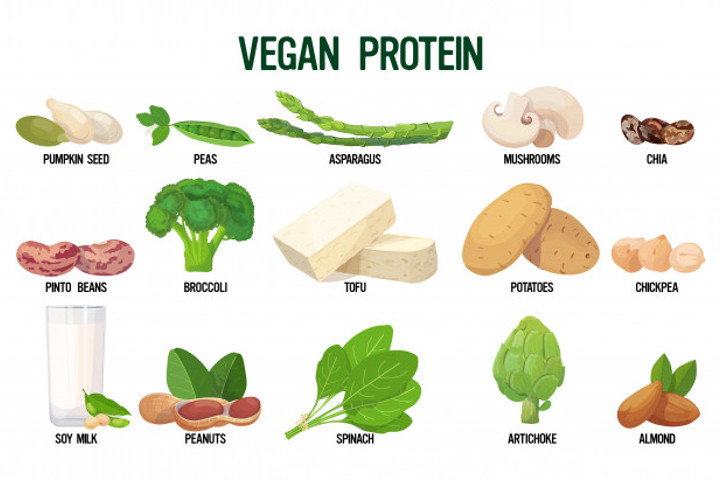 VEGAN PROTEIN
PUMPKIN SEED
PEAS
ASPARAGUS
MUSHROOMS
CHIA
PINTO BEANS
BROCCOLI
TOFU
POTATOES
CHICKPEA
SOY MILK
PEANUTS
SPINACH
ARTICHOKE
ALMOND